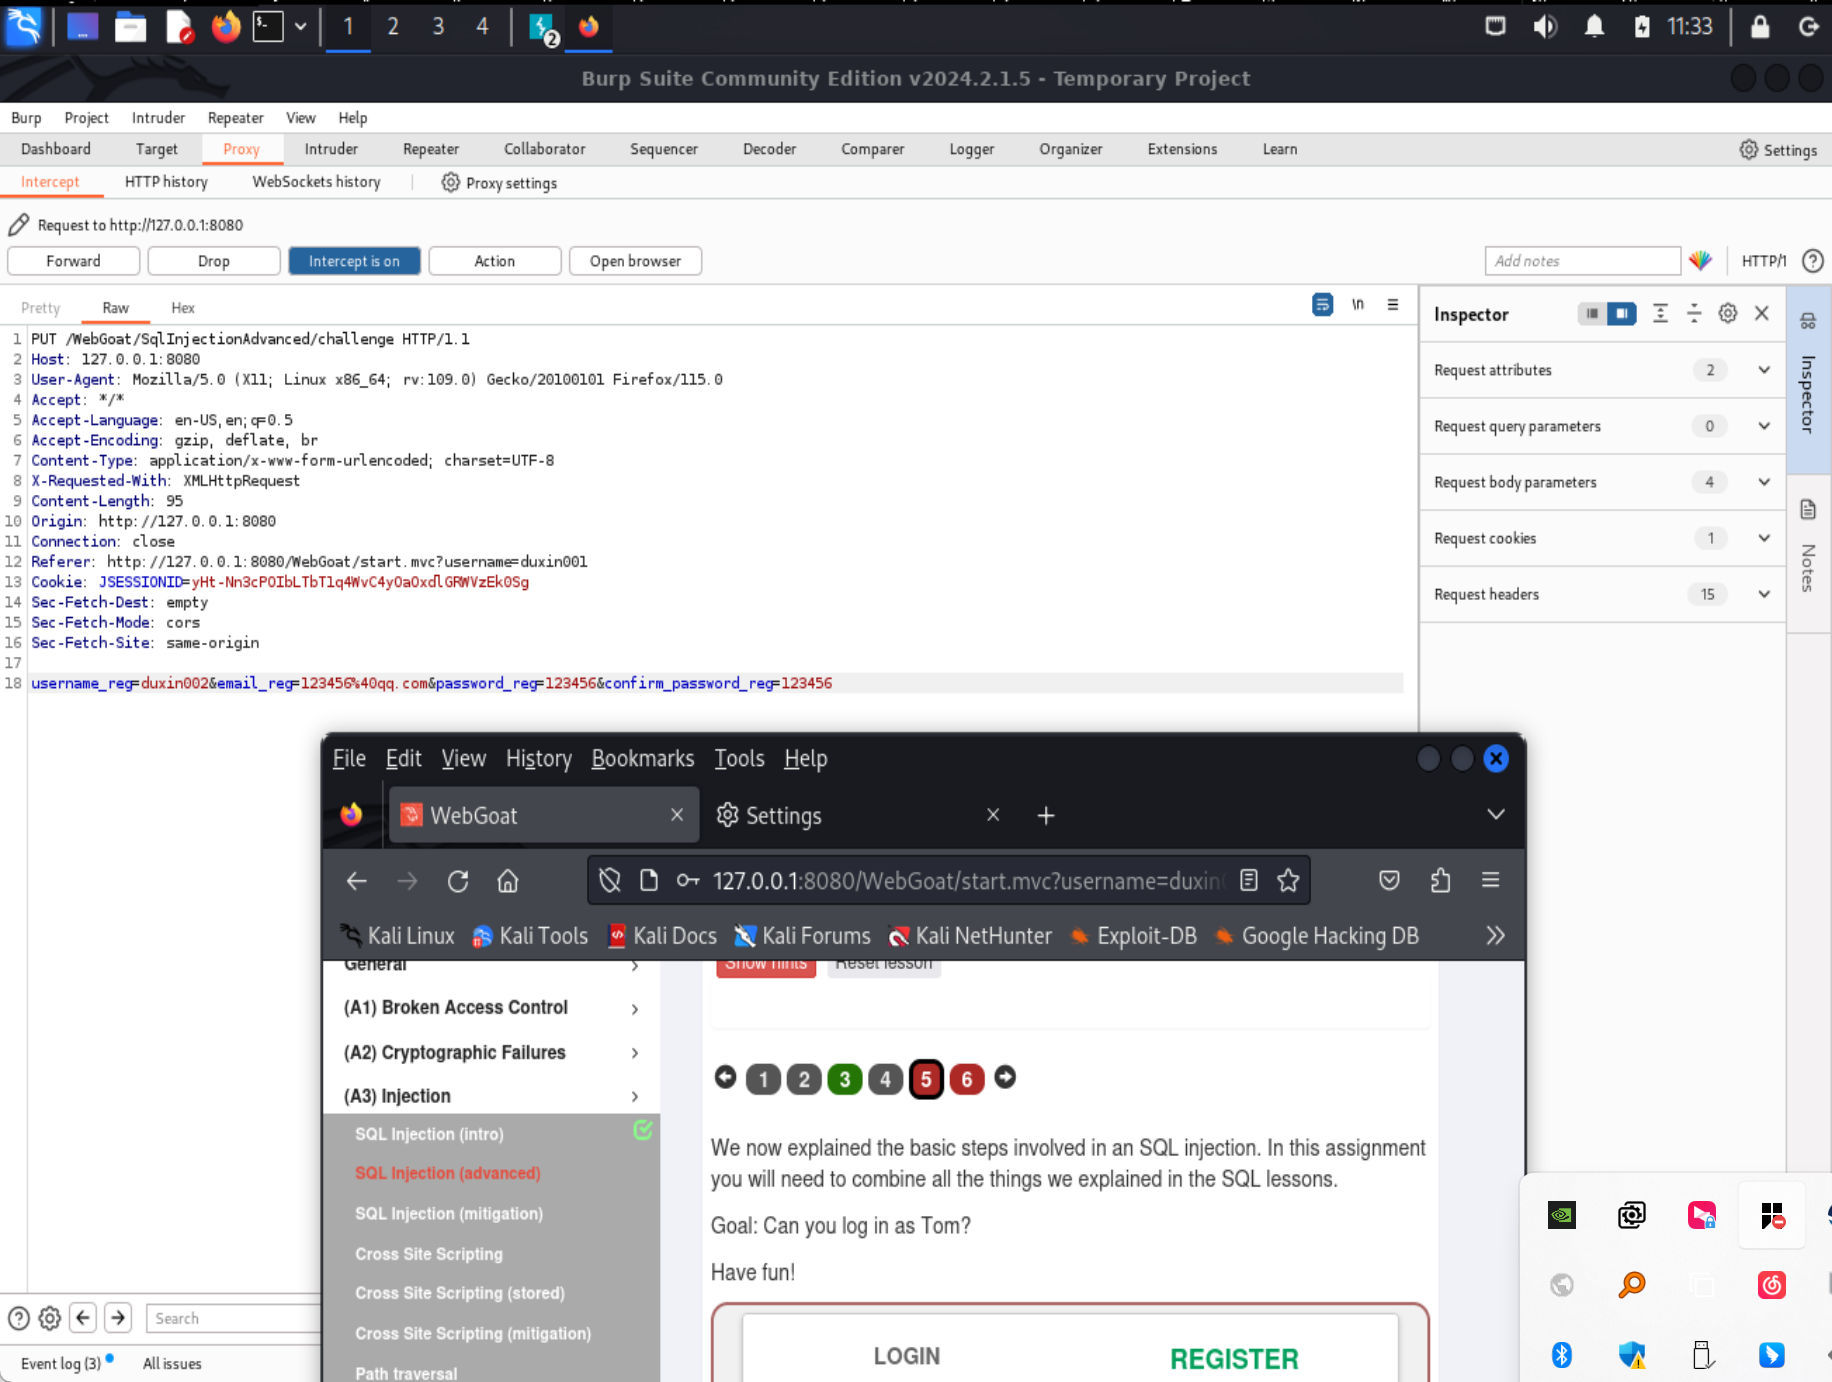 1 2 3 4
2
11:33
Burp Suite Community Edition v2024.2.1.5 - Temporary Project
Burp Project Intruder Repeater View Help
Dashboard Target Proxy Intruder Repeater Collaborator Sequencer Decoder Comparer Logger Organizer Extensions Learn Settings
Intercept HTTP history WebSockets history Proxy settings
Request to http://127.0.0.1:8080
Forward Drop Intercept is on Action Open browser Add notes HTTP/1
Pretty Raw Hex \n
1 PUT /WebGoat/SqlInjectionAdvanced/challenge HTTP/1.1
2 Host: 127.0.0.1:8080
3 User-Agent: Mozilla/5.0 (X11; Linux x86_64; rv:109.0) Gecko/20100101 Firefox/115.0
4 Accept: */*
5 Accept-Language: en-US,en;q=0.5
6 Accept-Encoding: gzip, deflate, br
7 Content-Type: application/x-www-form-urlencoded; charset=UTF-8
8 X-Requested-With: XMLHttpRequest
9 Content-Length: 95
10 Origin: http://127.0.0.1:8080
11 Connection: close
12 Referer: http://127.0.0.1:8080/WebGoat/start.mvc?username=duxin001
13 Cookie: JSESSIONID=yHt-Nn3cPOIbLTbT1q4WvC4yOaOxdlGRWVzEk0Sg
14 Sec-Fetch-Dest: empty
15 Sec-Fetch-Mode: cors
16 Sec-Fetch-Site: same-origin
17
18 username_reg=duxin002&email_reg=123456%40qq.com&password_reg=123456&confirm_password_reg=123456
Inspector
Request attributes 2
Request query parameters 0
Request body parameters 4
Request cookies 1
Request headers 15
Inspector
Notes
File Edit View History Bookmarks Tools Help
WebGoat Settings
127.0.0.1:8080/WebGoat/start.mvc?username=duxin
Kali Linux Kali Tools Kali Docs Kali Forums Kali NetHunter Exploit-DB Google Hacking DB
General
(A1) Broken Access Control
(A2) Cryptographic Failures
(A3) Injection
SQL Injection (intro)
SQL Injection (advanced)
SQL Injection (mitigation)
Cross Site Scripting
Cross Site Scripting (stored)
Cross Site Scripting (mitigation)
Path traversal
Show hints Reset lesson
1 2 3 4 5 6
We now explained the basic steps involved in an SQL injection. In this assignment
you will need to combine all the things we explained in the SQL lessons.
Goal: Can you log in as Tom?
Have fun!
LOGIN REGISTER
Search
Event log (3) All issues